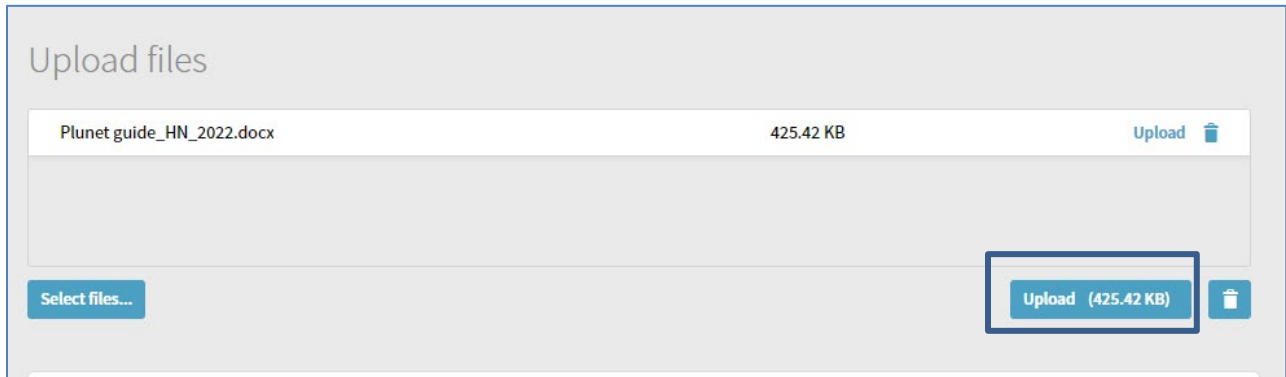 Upload files
Plunet guide_HN_2022.docx 425.42 KB Upload
Select files... Upload (425.42 KB)